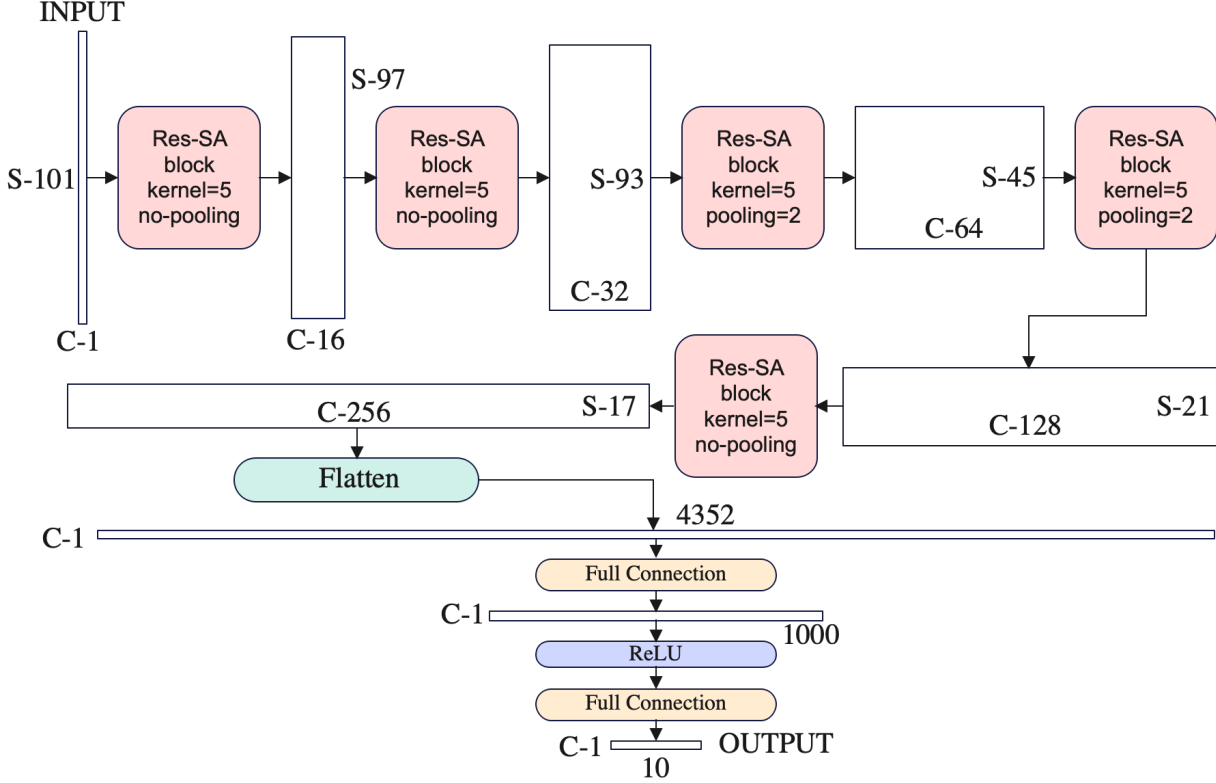 INPUT
S-101
C-1
Res-SA
block
kernel=5
no-pooling
S-97
C-16
Res-SA
block
kernel=5
no-pooling
S-93
C-32
Res-SA
block
kernel=5
pooling=2
S-45
C-64
Res-SA
block
kernel=5
pooling=2
S-21
C-128
Res-SA
block
kernel=5
no-pooling
S-17
C-256
Flatten
4352
C-1
Full Connection
C-1
1000
ReLU
Full Connection
C-1
OUTPUT
10